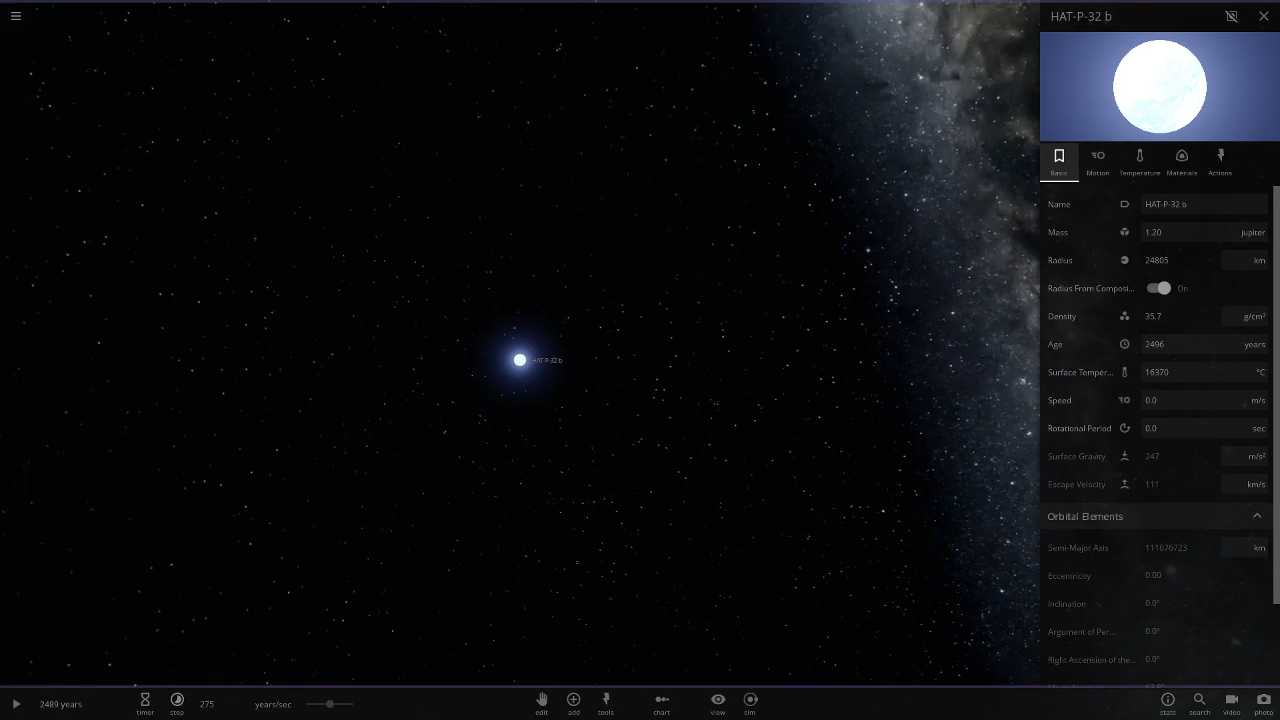 HAT-P-32 b
Basic
Motion
Temperature
Materials
Actions
Name HAT-P-32 b
Mass 1.20 jupiter
Radius 24805 km
Radius From Composi... On
Density 35.7 g/cm³
Age 2496 years
Surface Temper... 16370 °C
Speed 0.0 m/s
Rotational Period 0.0 sec
Surface Gravity 247 m/s²
Escape Velocity 111 km/s
Orbital Elements
Semi-Major Axis 111676723 km
Eccentricity 0.00
Inclination 0.0°
Argument of Per... 0.0°
Right Ascension of the... 0.0°
HAT-P-32 b
2489 years
timer
step
275 years/sec
edit
add
tools
chart
view
sim
stats
search
video
photo